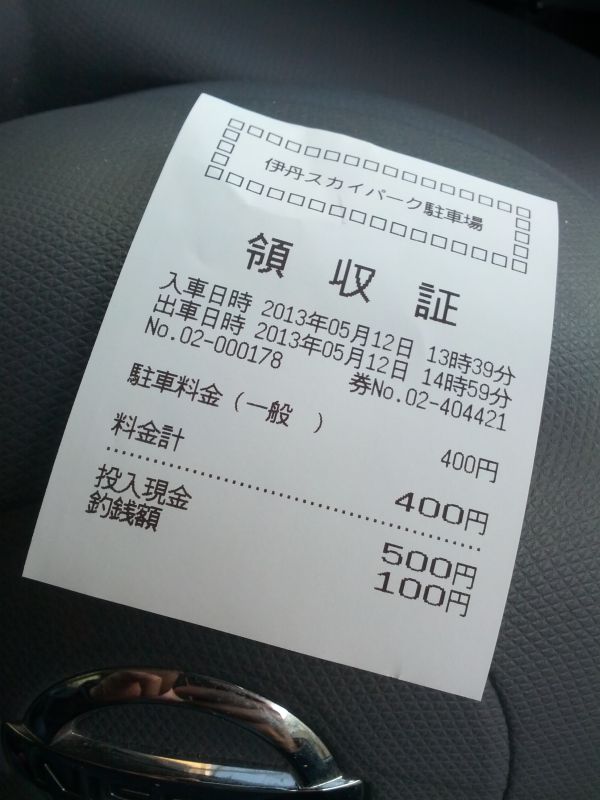 伊丹スカイパーク駐車場
領収証
入車日時 2013年05月12日 13時39分
出車日時 2013年05月12日 14時59分
No.02-000178 券No.02-404421
駐車料金(一般 ) 400円
料金計 400円
投入現金 500円
釣銭額 100円